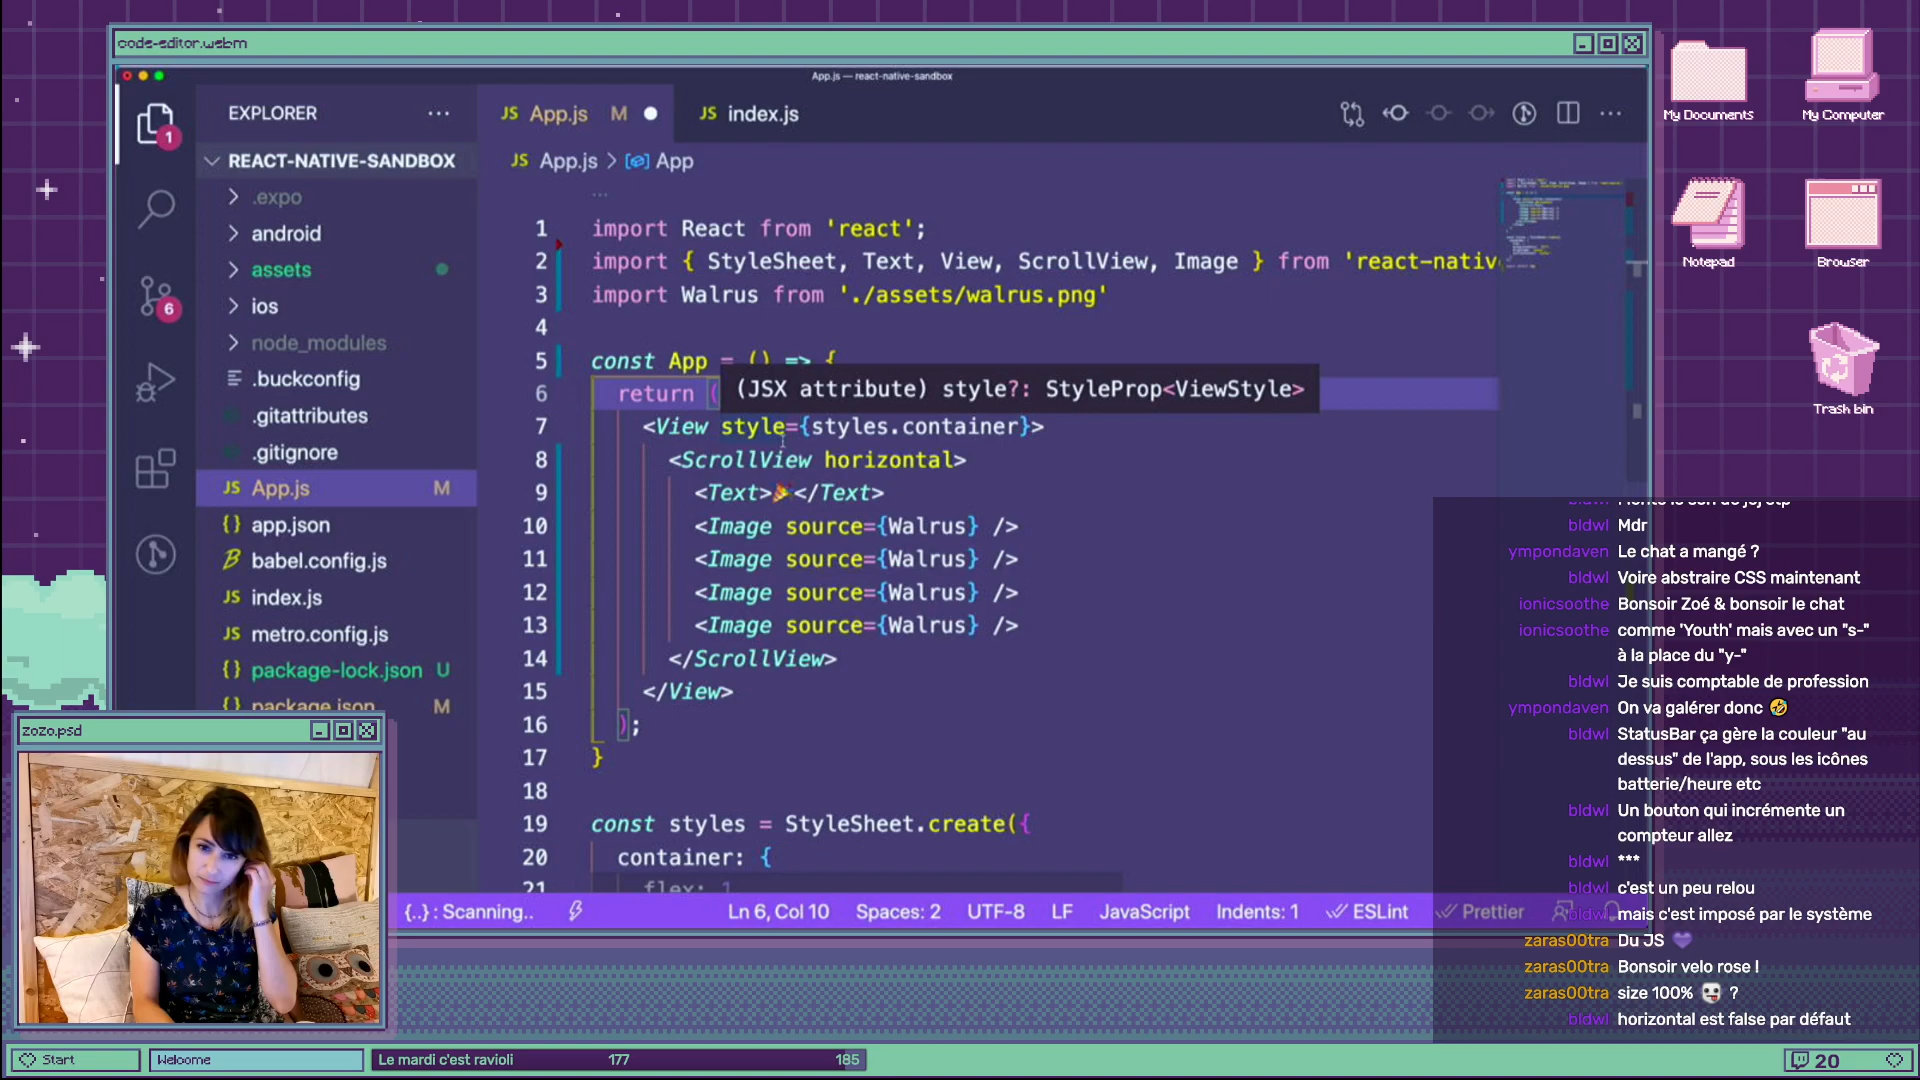 code-editor.webm
App.js — react-native-sandbox
EXPLORER
REACT-NATIVE-SANDBOX
.expo
android
assets
ios
node_modules
.buckconfig
.gitattributes
.gitignore
JS App.js M
{} app.json
babel.config.js
JS index.js
JS metro.config.js
{} package-lock.json U
package.json M
1
6
JS App.js M
JS index.js
JS App.js > App
1 import React from 'react';
2 import { StyleSheet, Text, View, ScrollView, Image } from 'react-nativ
3 import Walrus from './assets/walrus.png'
4
5 const App = () => {
(JSX attribute) style?: StyleProp<ViewStyle>
6 return (
7 <View style={styles.container}>
8 <ScrollView horizontal>
9 <Text>🎉</Text>
10 <Image source={Walrus} />
11 <Image source={Walrus} />
12 <Image source={Walrus} />
13 <Image source={Walrus} />
14 </ScrollView>
15 </View>
16 );
17 }
18
19 const styles = StyleSheet.create({
20 container: {
21 flex: 1
{..} : Scanning.. Ln 6, Col 10 Spaces: 2 UTF-8 LF JavaScript Indents: 1 ESLint Prettier
My Documents
My Computer
Notepad
Browser
Trash bin
bldwl Mdr
ympondaven Le chat a mangé ?
bldwl Voire abstraire CSS maintenant
ionicsoothe Bonsoir Zoé & bonsoir le chat
ionicsoothe comme 'Youth' mais avec un "s-"
à la place du "y-"
bldwl Je suis comptable de profession
ympondaven On va galérer donc 🤣
bldwl StatusBar ça gère la couleur "au
dessus" de l'app, sous les icônes
batterie/heure etc
bldwl Un bouton qui incrémente un
compteur allez
bldwl ***
bldwl c'est un peu relou
bldwl mais c'est imposé par le système
zaras00tra Du JS 💜
zaras00tra Bonsoir velo rose !
zaras00tra size 100% 🤪 ?
bldwl horizontal est false par défaut
zozo.psd
Start
Welcome
Le mardi c'est ravioli 177 185
20